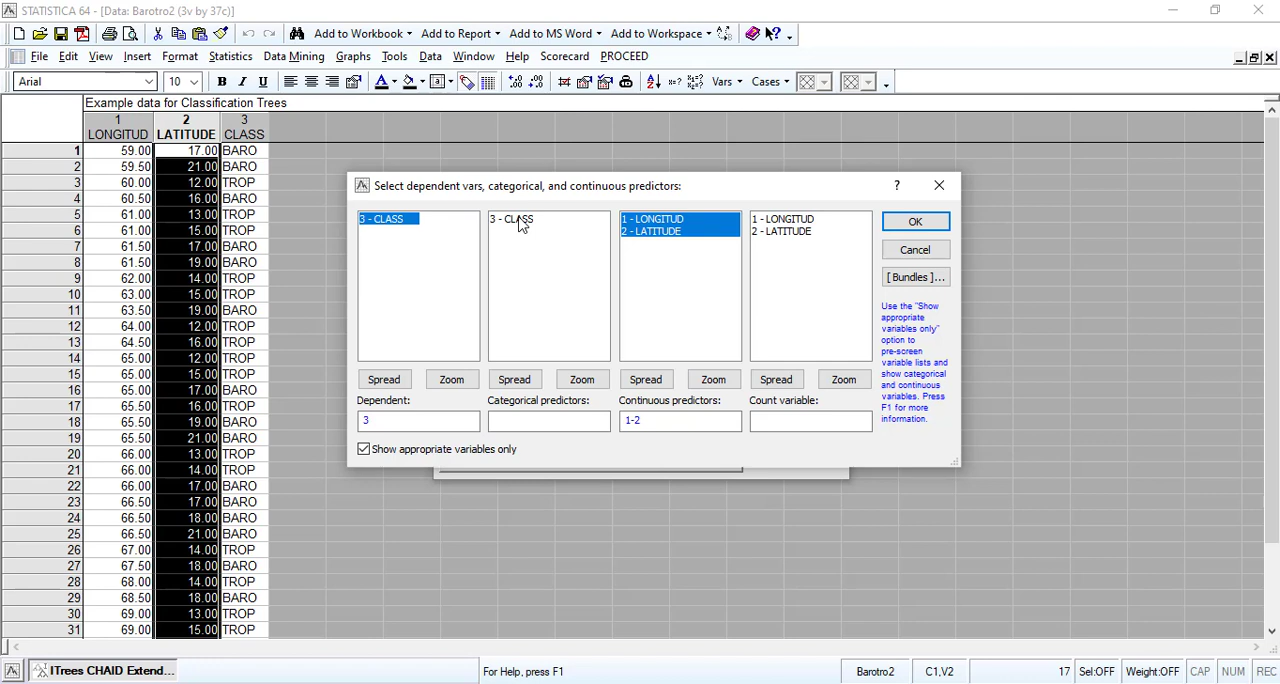 STATISTICA 64 - [Data: Barotro2 (3v by 37c)]
Add to Workbook Add to Report Add to MS Word Add to Workspace
File Edit View Insert Format Statistics Data Mining Graphs Tools Data Window Help Scorecard PROCEED
Arial 10 B I U A Vars Cases
Example data for Classification Trees
1 2 3
LONGITUD LATITUDE CLASS
1 59.00 17.00 BARO
2 59.50 21.00 BARO
3 60.00 12.00 TROP
4 60.50 16.00 BARO
5 61.00 13.00 TROP
6 61.00 15.00 TROP
7 61.50 17.00 BARO
8 61.50 19.00 BARO
9 62.00 14.00 TROP
10 63.00 15.00 TROP
11 63.50 19.00 BARO
12 64.00 12.00 TROP
13 64.50 16.00 TROP
14 65.00 12.00 TROP
15 65.00 15.00 TROP
16 65.00 17.00 BARO
17 65.50 16.00 TROP
18 65.50 19.00 BARO
19 65.50 21.00 BARO
20 66.00 13.00 TROP
21 66.00 14.00 TROP
22 66.00 17.00 BARO
23 66.50 17.00 BARO
24 66.50 18.00 BARO
25 66.50 21.00 BARO
26 67.00 14.00 TROP
27 67.50 18.00 BARO
28 68.00 14.00 TROP
29 68.50 18.00 BARO
30 69.00 13.00 TROP
31 69.00 15.00 TROP
Select dependent vars, categorical, and continuous predictors:
? 
3 - CLASS
3 - CLASS
1 - LONGITUD
2 - LATITUDE
1 - LONGITUD
2 - LATITUDE
OK
Cancel
[ Bundles ]...
Use the "Show
appropriate
variables only"
option to
pre-screen
variable lists and
show categorical
and continuous
variables. Press
F1 for more
information.
Spread Zoom Spread Zoom Spread Zoom Spread Zoom
Dependent: Categorical predictors: Continuous predictors: Count variable:
3 1-2
Show appropriate variables only
ITrees CHAID Extend... For Help, press F1 Barotro2 C1,V2 17 Sel:OFF Weight:OFF CAP NUM REC